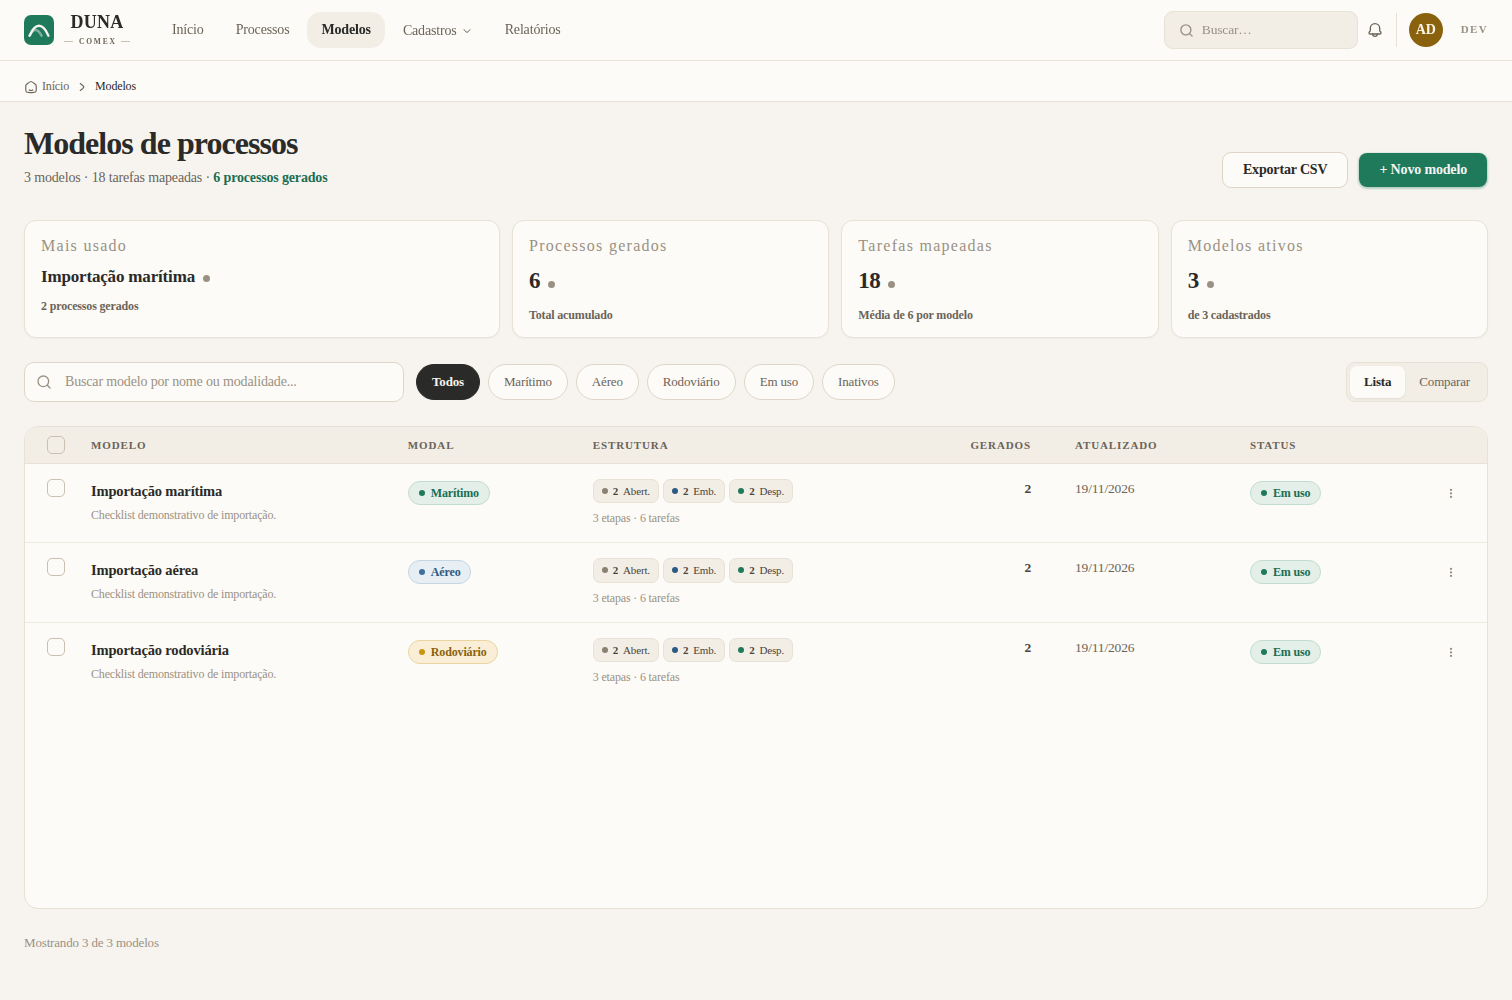 DUNA
COMEX
Início
Processos
Modelos
Cadastros
Relatórios
Buscar…
AD
DEV
Início
Modelos
Modelos de processos
3 modelos · 18 tarefas mapeadas · 6 processos gerados
Exportar CSV
+ Novo modelo
Mais usado
Importação marítima
2 processos gerados
Processos gerados
6
Total acumulado
Tarefas mapeadas
18
Média de 6 por modelo
Modelos ativos
3
de 3 cadastrados
Buscar modelo por nome ou modalidade...
Todos
Marítimo
Aéreo
Rodoviário
Em uso
Inativos
Lista
Comparar
MODELO MODAL ESTRUTURA GERADOS ATUALIZADO STATUS
Importação marítima Marítimo 2 Abert. 2 Emb. 2 Desp. 2 19/11/2026 Em uso
Checklist demonstrativo de importação. 3 etapas · 6 tarefas
Importação aérea Aéreo 2 Abert. 2 Emb. 2 Desp. 2 19/11/2026 Em uso
Checklist demonstrativo de importação. 3 etapas · 6 tarefas
Importação rodoviária Rodoviário 2 Abert. 2 Emb. 2 Desp. 2 19/11/2026 Em uso
Checklist demonstrativo de importação. 3 etapas · 6 tarefas
Mostrando 3 de 3 modelos